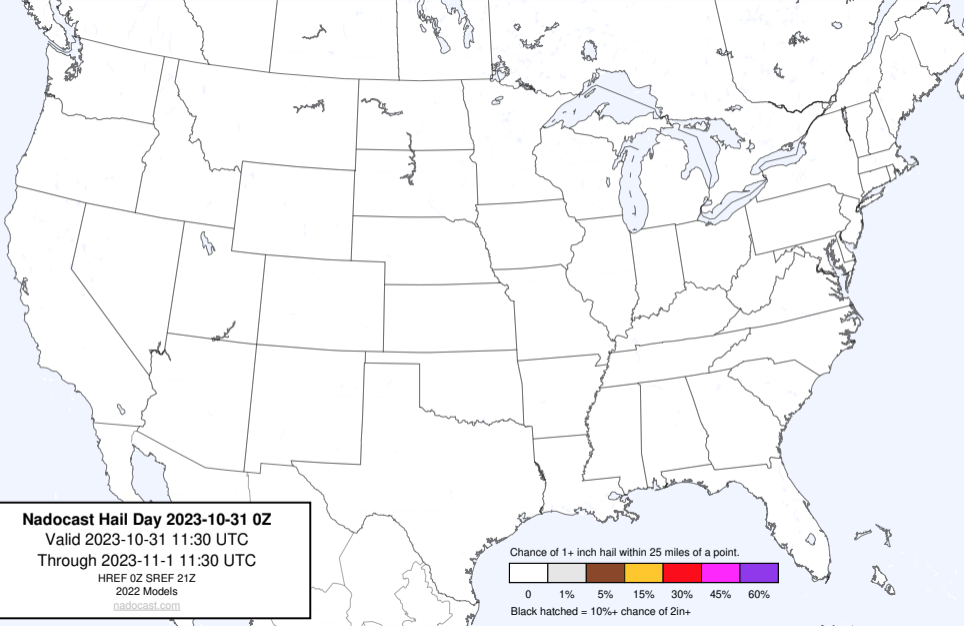 Nadocast Hail Day 2023-10-31 0Z
Valid 2023-10-31 11:30 UTC
Through 2023-11-1 11:30 UTC
HREF 0Z SREF 21Z
2022 Models
nadocast.com
Chance of 1+ inch hail within 25 miles of a point.
0 1% 5% 15% 30% 45% 60%
Black hatched = 10%+ chance of 2in+